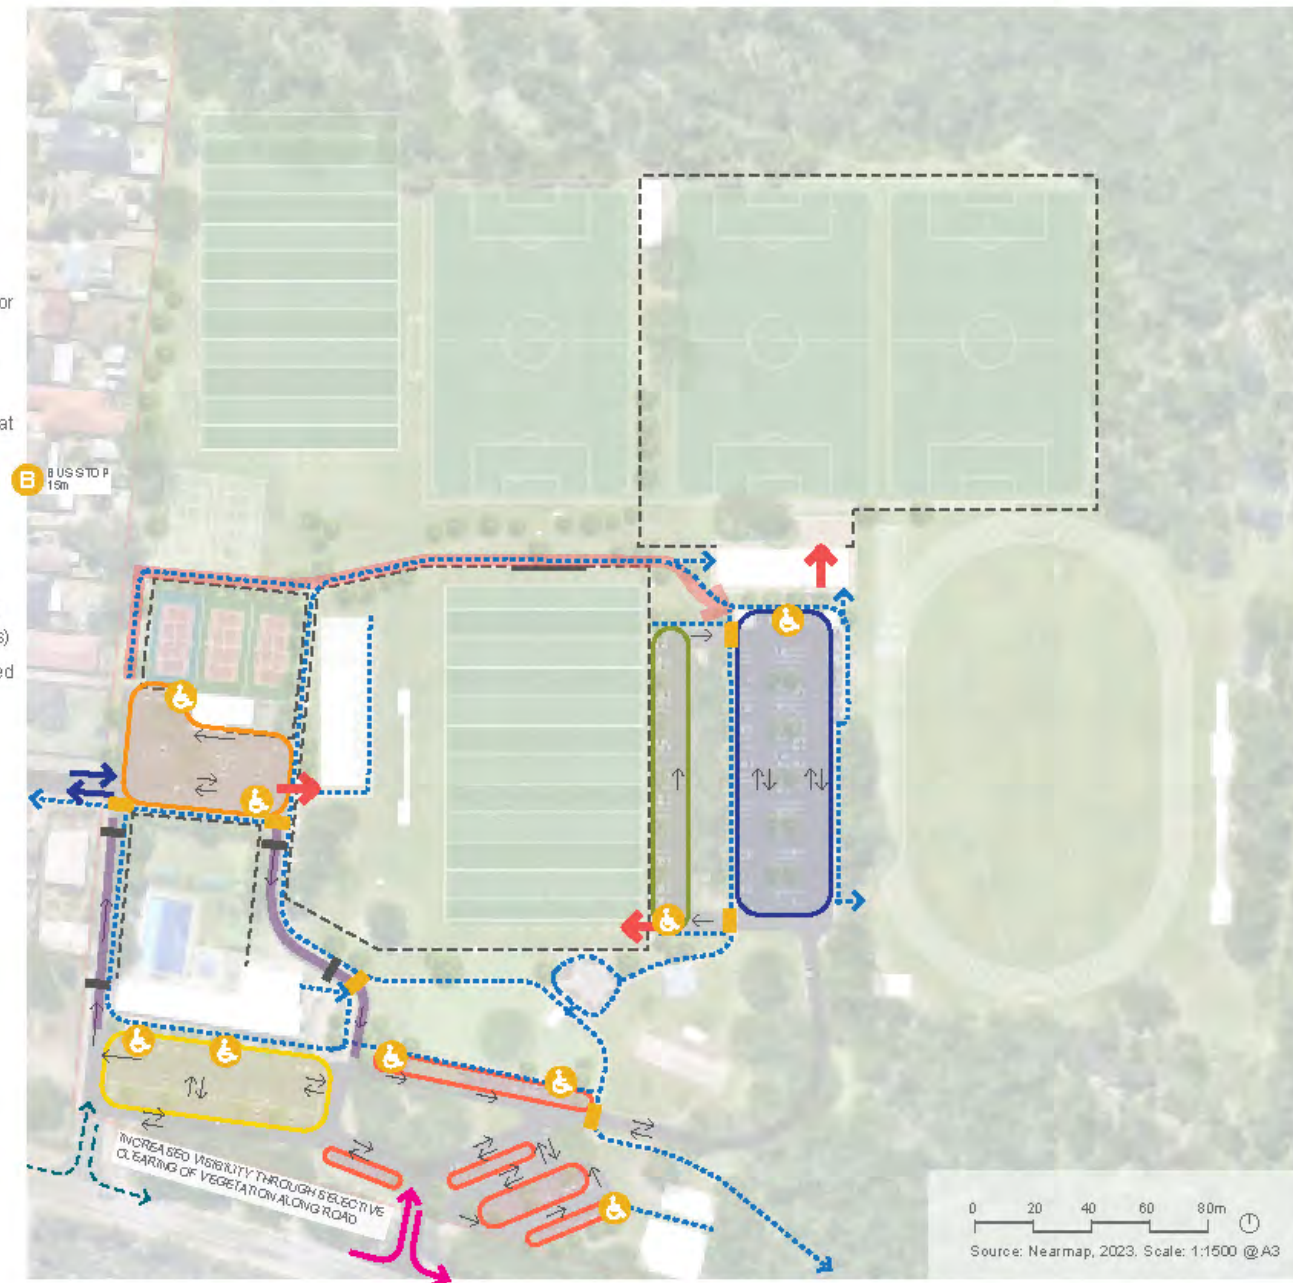 or
at
B
BUS STOP
15m
s)
ed
INCREASED VISIBILITY THROUGH SELECTIVE
CLEARING OF VEGETATION ALONG ROAD
0 20 40 60 80m
Source: Nearmap, 2023. Scale: 1:1500 @A3